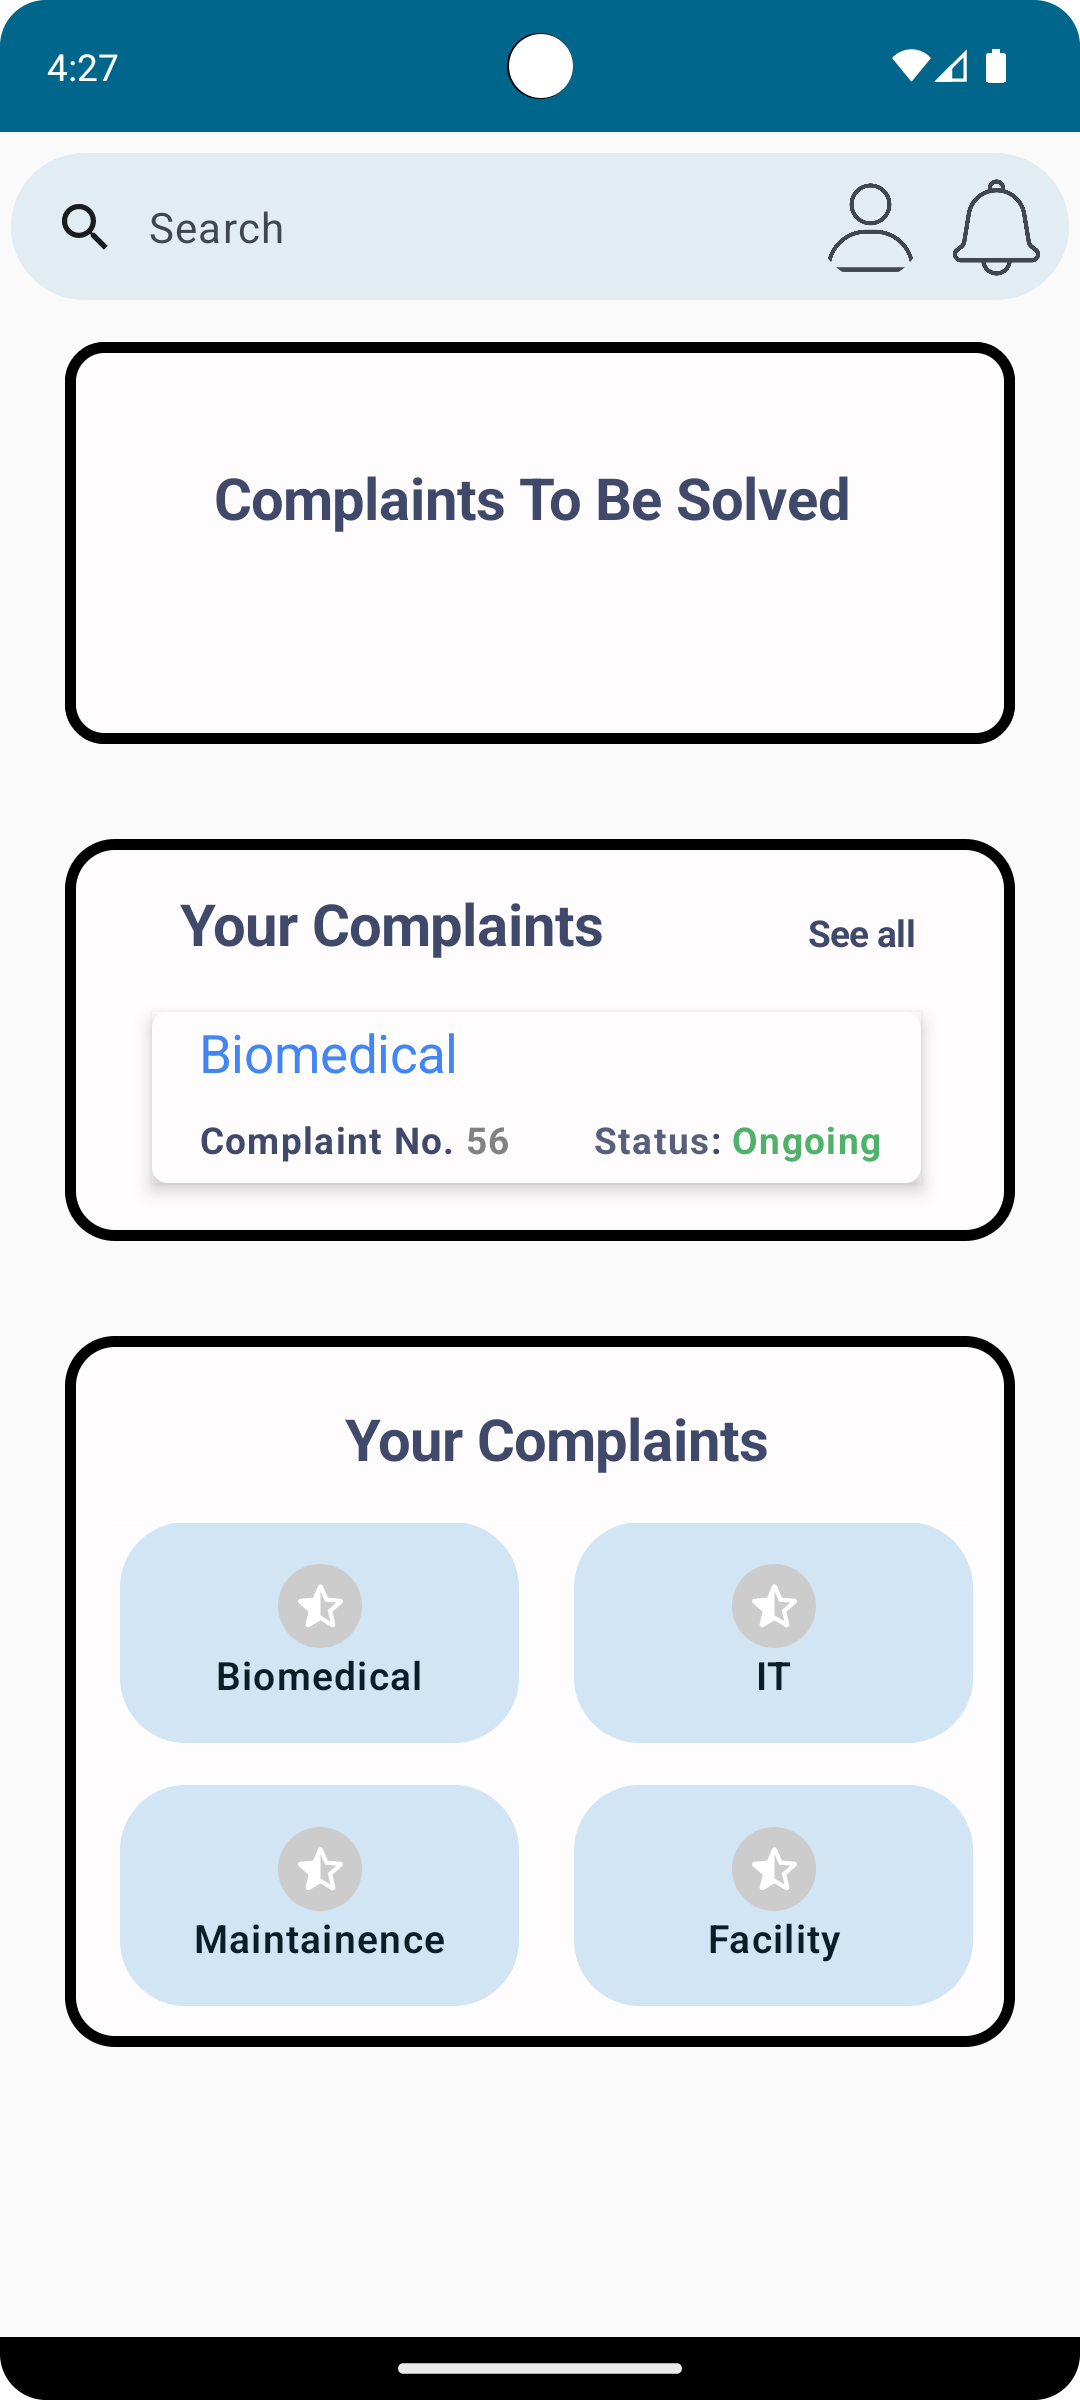 4:27
Search
Complaints To Be Solved
Your Complaints See all
Biomedical
Complaint No. 56 Status: Ongoing
Your Complaints
Biomedical IT
Maintainence Facility